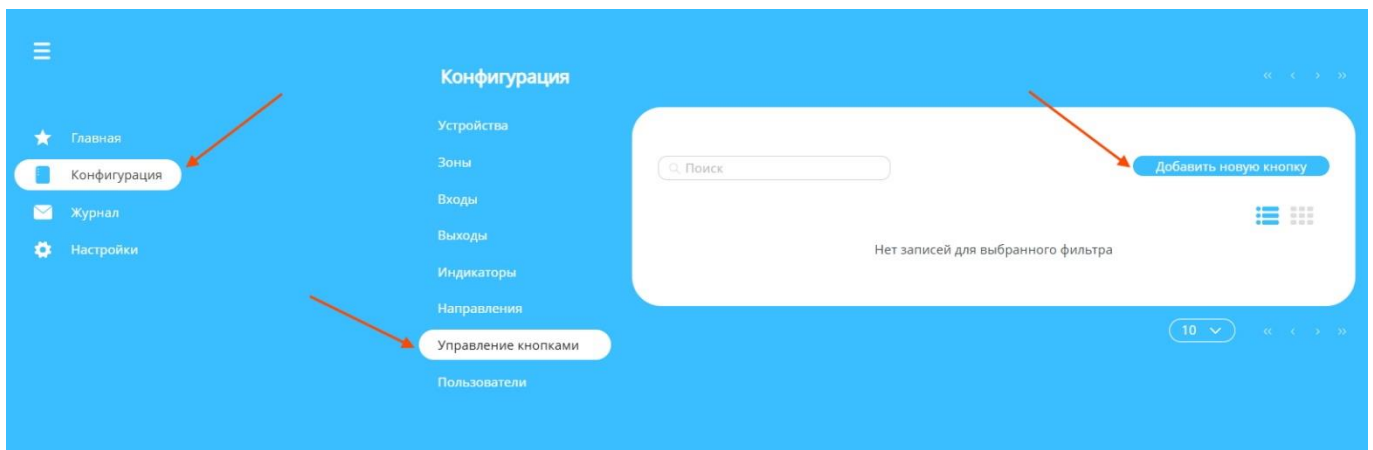 Главная
Конфигурация
Журнал
Настройки
Конфигурация
Устройства
Зоны
Входы
Выходы
Индикаторы
Направления
Управление кнопками
Пользователи
« ‹ › »
Поиск
Добавить новую кнопку
Нет записей для выбранного фильтра
10 « ‹ › »